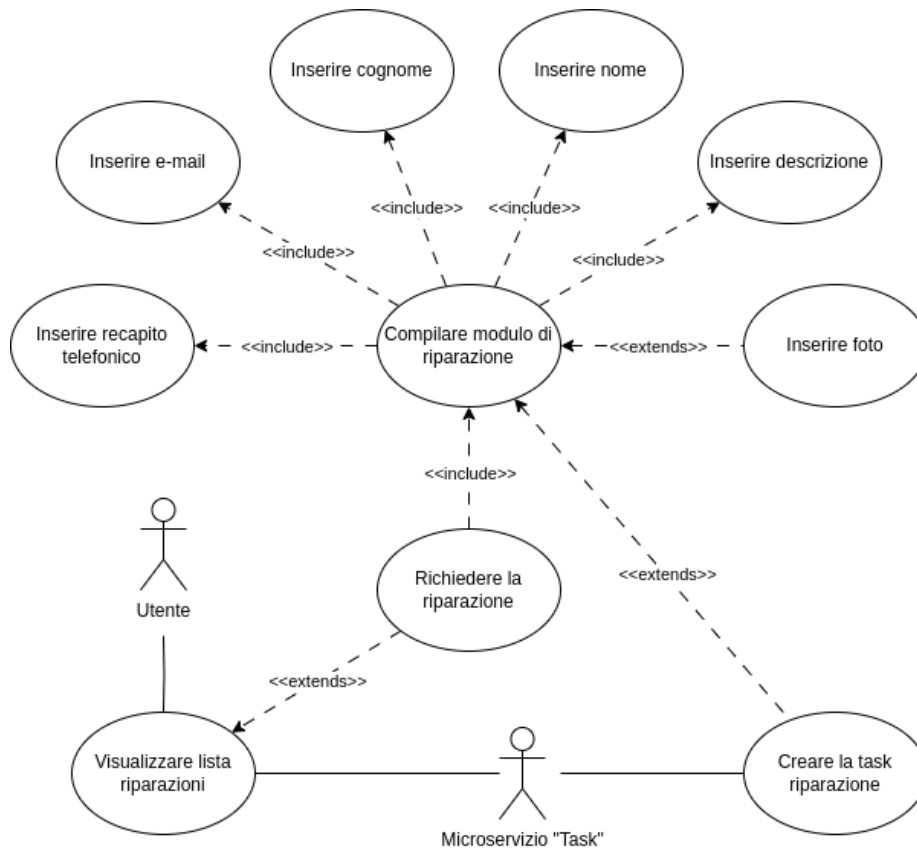 Inserire cognome
Inserire nome
Inserire e-mail
Inserire descrizione
<<include>>
<<include>>
<<include>>
<<include>>
Inserire recapito
telefonico
<<include>>
Compilare modulo di
riparazione
<<extends>>
Inserire foto
<<include>>
Richiedere la
riparazione
<<extends>>
Utente
<<extends>>
Visualizzare lista
riparazioni
Creare la task
riparazione
Microservizio "Task"